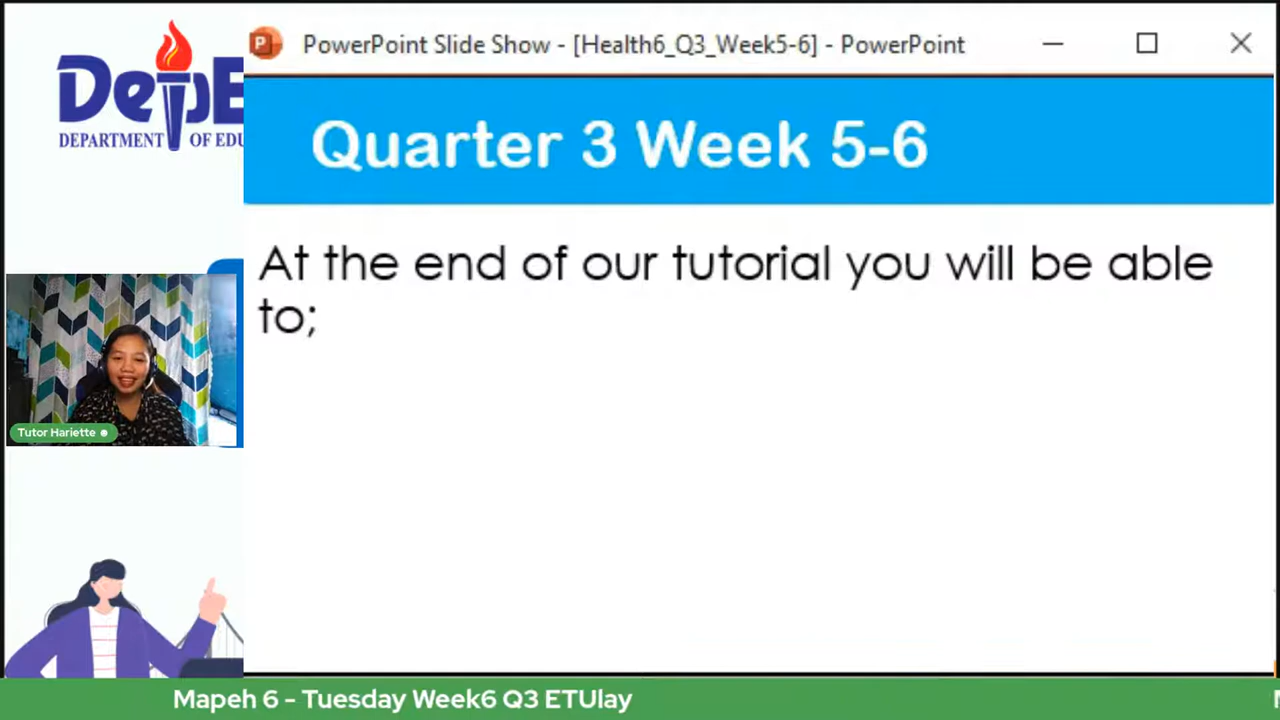 DepE
DEPARTMENT OF EDU
PowerPoint Slide Show - [Health6_Q3_Week5-6] - PowerPoint
Quarter 3 Week 5-6
At the end of our tutorial you will be able
to;
Tutor Hariette
Mapeh 6 - Tuesday Week6 Q3 ETUlay